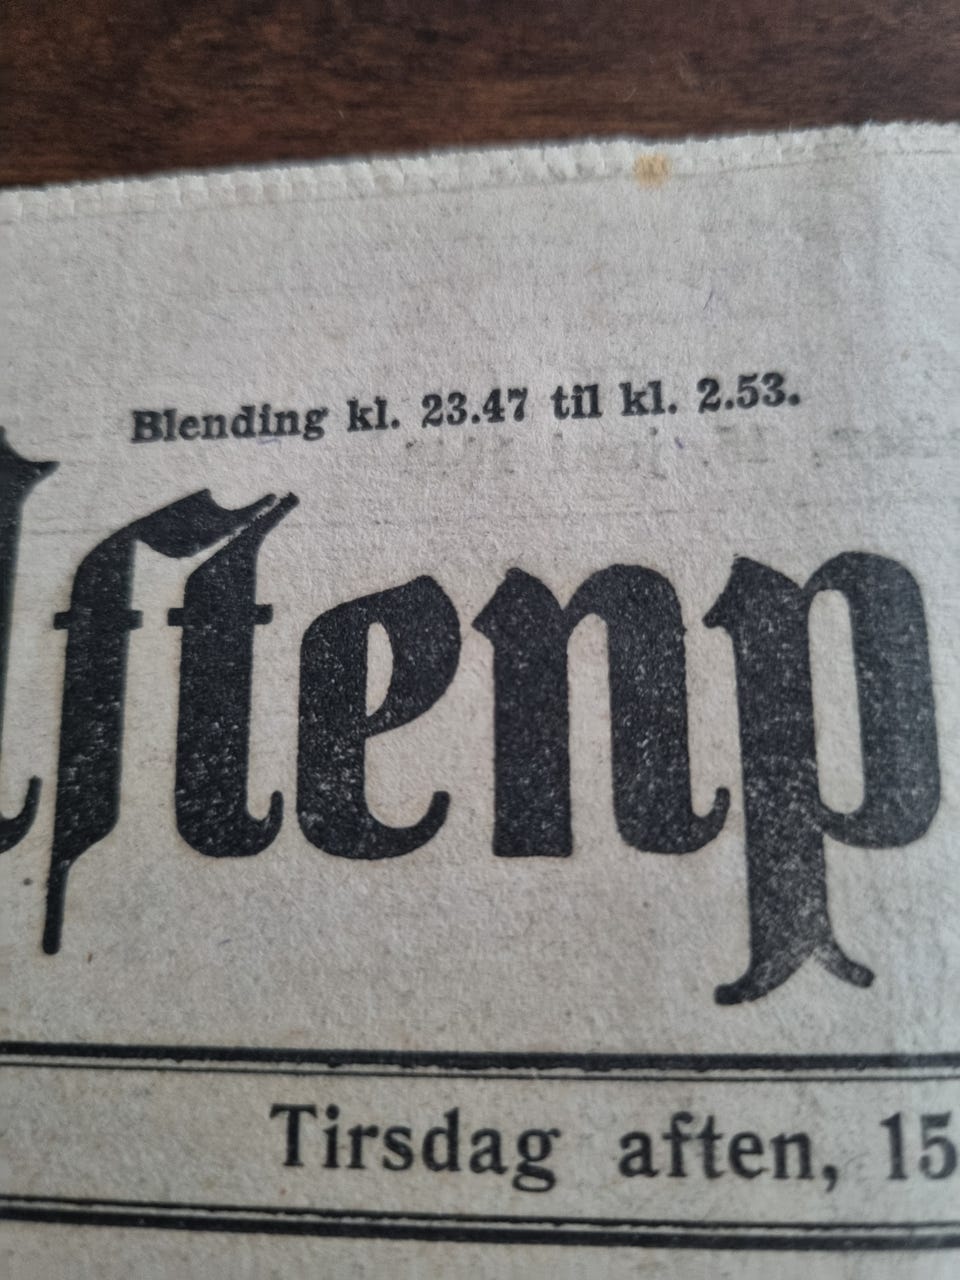 Blending kl. 23.47 til kl. 2.53.
ftenp
Tirsdag aften, 15